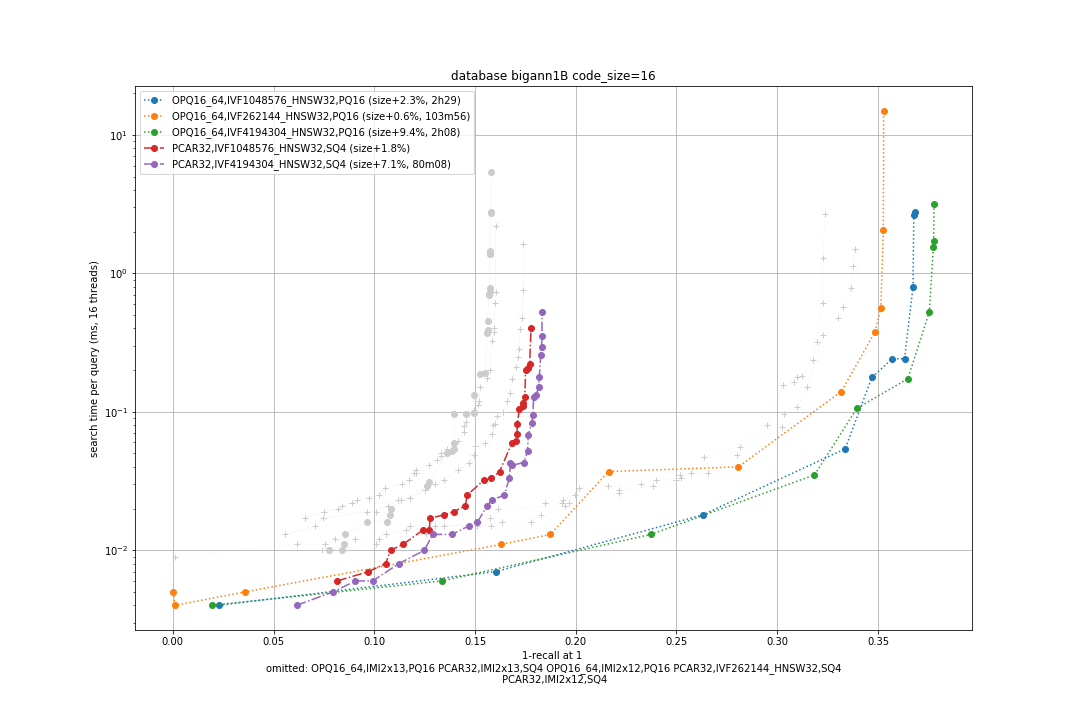 database bigann1B code_size=16
OPQ16_64,IVF1048576_HNSW32,PQ16 (size+2.3%, 2h29)
OPQ16_64,IVF262144_HNSW32,PQ16 (size+0.6%, 103m56)
OPQ16_64,IVF4194304_HNSW32,PQ16 (size+9.4%, 2h08)
PCAR32,IVF1048576_HNSW32,SQ4 (size+1.8%)
PCAR32,IVF4194304_HNSW32,SQ4 (size+7.1%, 80m08)
search time per query (ms, 16 threads)
10¹
10⁰
10⁻¹
10⁻²
0.00 0.05 0.10 0.15 0.20 0.25 0.30 0.35
1-recall at 1
omitted: OPQ16_64,IMI2x13,PQ16 PCAR32,IMI2x13,SQ4 OPQ16_64,IMI2x12,PQ16 PCAR32,IVF262144_HNSW32,SQ4
PCAR32,IMI2x12,SQ4